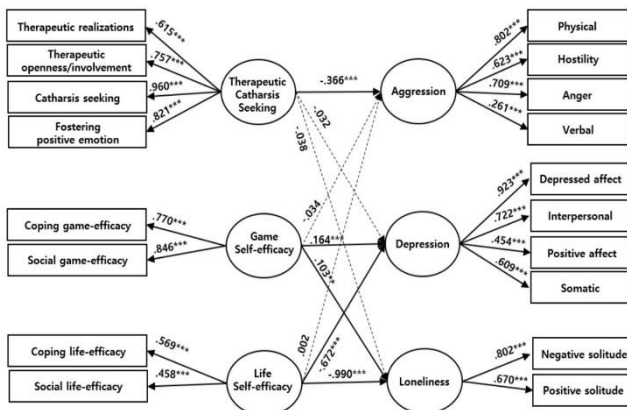 Therapeutic realizations
Therapeutic
openness/involvement
Catharsis seeking
Fostering
positive emotion
.615***
.757***
.960***
.821***
Therapeutic
Catharsis
Seeking
-.366***
-.032
-.038
Aggression
.802***
.623***
.709***
.261***
Physical
Hostility
Anger
Verbal
Coping game-efficacy
Social game-efficacy
.770***
.846***
Game
Self-efficacy
-.034
.164***
.103**
Depression
.923***
.722***
.454***
.609***
Depressed affect
Interpersonal
Positive affect
Somatic
Coping life-efficacy
Social life-efficacy
.569***
.458***
Life
Self-efficacy
.002
-.672***
-.990***
Loneliness
.802***
.670***
Negative solitude
Positive solitude